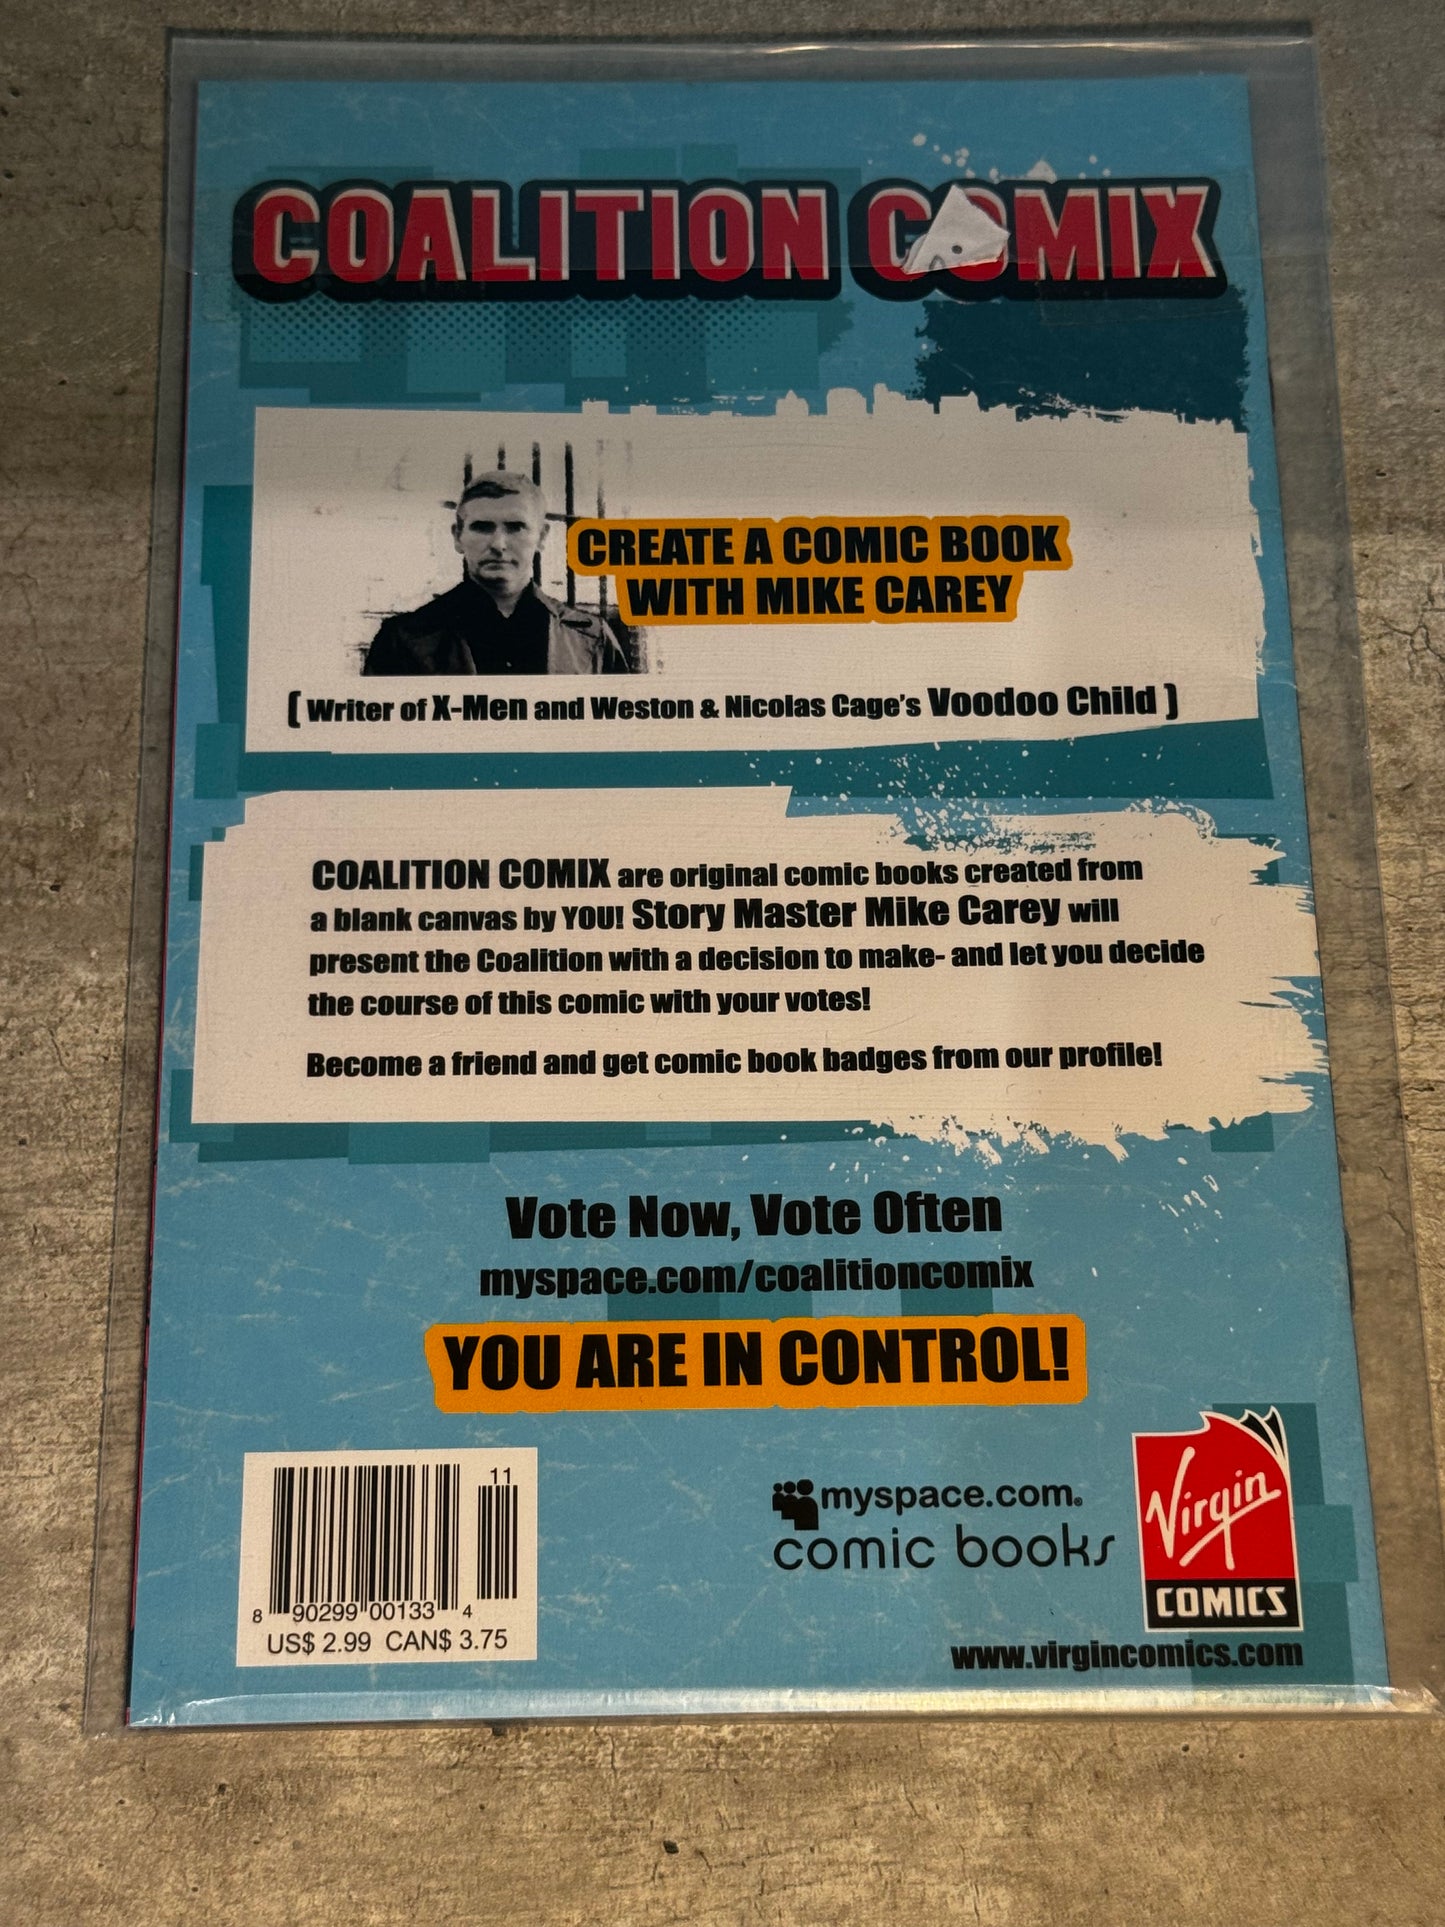 COALITION COMIX
CREATE A COMIC BOOK
WITH MIKE CAREY
[ Writer of X-Men and Weston & Nicolas Cage's Voodoo Child ]
COALITION COMIX are original comic books created from
a blank canvas by YOU! Story Master Mike Carey will
present the Coalition with a decision to make- and let you decide
the course of this comic with your votes!
Become a friend and get comic book badges from our profile!
Vote Now, Vote Often
myspace.com/coalitioncomix
YOU ARE IN CONTROL!
11
8 90299 00133 4
US$ 2.99 CAN$ 3.75
myspace.com®
comic books
Virgin
COMICS
www.virgincomics.com